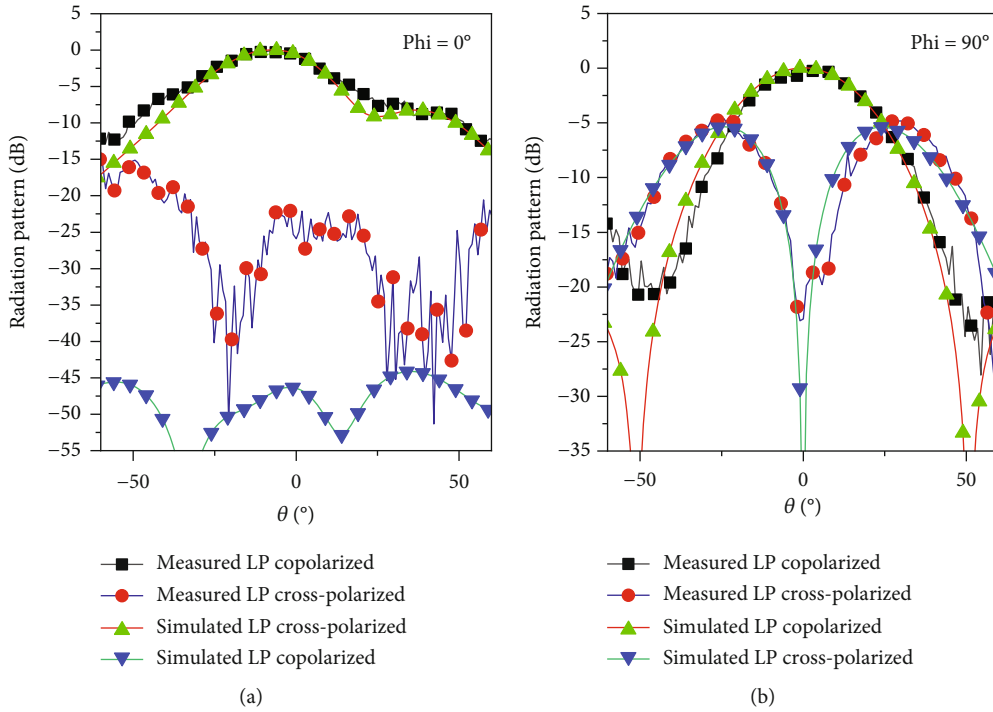 5
0
−5
−10
−15
−20
−25
−30
−35
−40
−45
−50
−55
Radiation pattern (dB)
Phi = 0°
−50
0
50
θ (°)
Measured LP copolarized
Measured LP cross-polarized
Simulated LP cross-polarized
Simulated LP copolarized
(a)
5
0
−5
−10
−15
−20
−25
−30
−35
Radiation pattern (dB)
Phi = 90°
−50
0
50
θ (°)
Measured LP copolarized
Measured LP cross-polarized
Simulated LP copolarized
Simulated LP cross-polarized
(b)